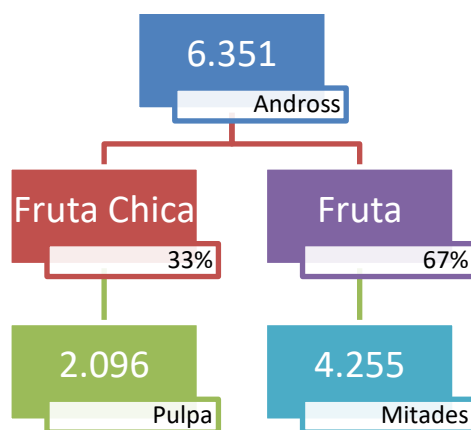 6.351
Andross
Fruta Chica
33%
Fruta
67%
2.096
Pulpa
4.255
Mitades